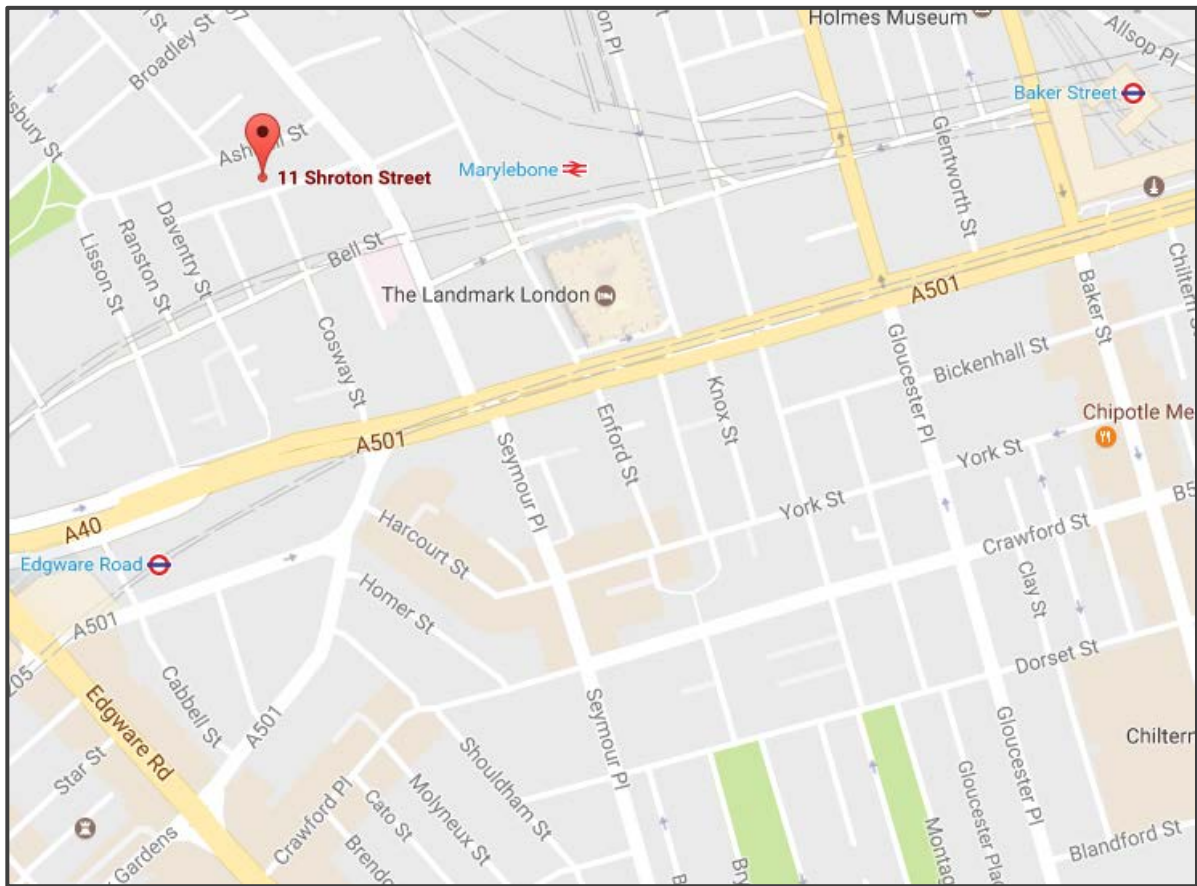 Holmes Museum
Allsop Pl
Broadley St
Baker Street
Marylebone
11 Shroton Street
Glentworth St
Daventry St
Ranston St
Lisson St
Bell St
The Landmark London
A501
Baker St
Cosway St
Gloucester Pl
Bickenhall St
Knox St
Enford St
Chipotle Me
A501
Seymour Pl
York St
York St
A40
Crawford St
Harcourt St
Edgware Road
Clay St
Homer St
A501
Dorset St
Cabbell St
Edgware Rd
A501
Seymour Pl
Gloucester Pl
Chiltern
Star St
Shouldham St
Molyneux St
Crawford Pl
Cato St
Gloucester Plac
Blandford St
Gardens